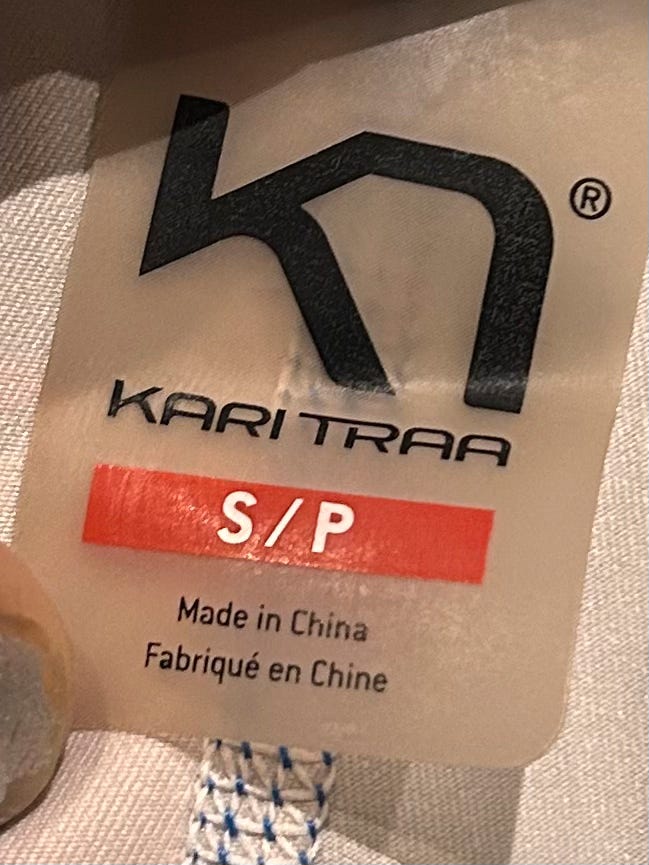 ®
KARI TRAA
S/P
Made in China
Fabriqué en Chine